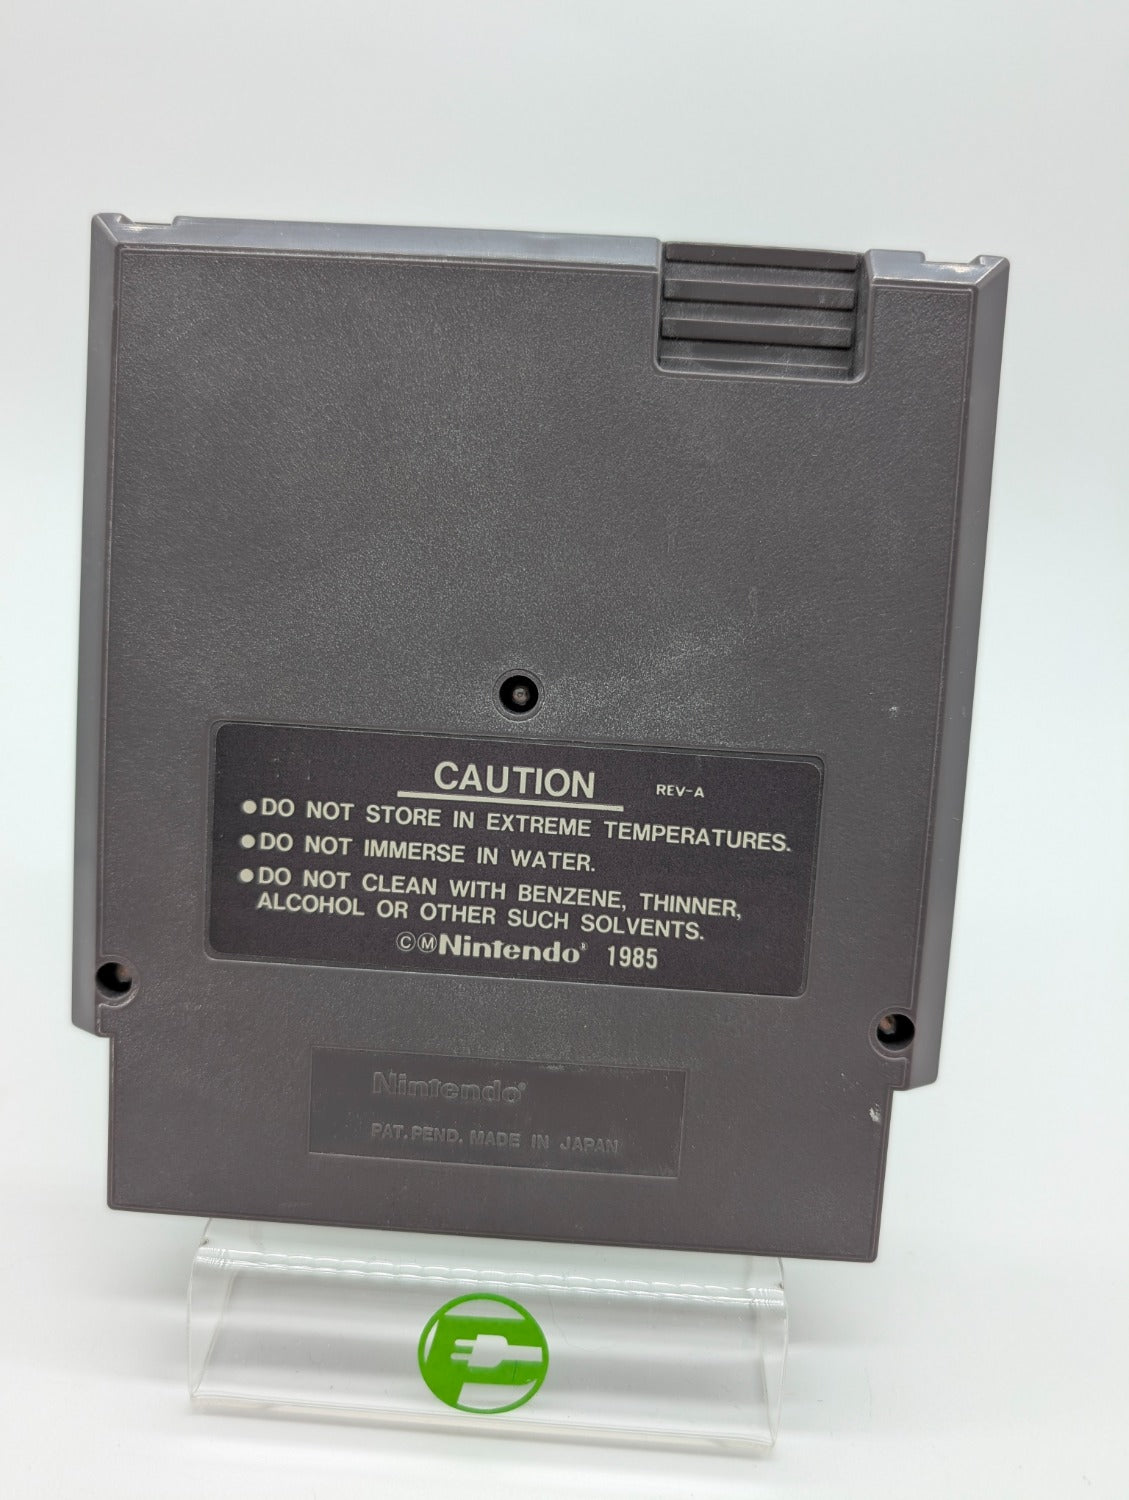 CAUTION REV-A
●DO NOT STORE IN EXTREME TEMPERATURES.
●DO NOT IMMERSE IN WATER.
●DO NOT CLEAN WITH BENZENE, THINNER,
ALCOHOL OR OTHER SUCH SOLVENTS.
©ⓂNintendo® 1985
Nintendo®
PAT. PEND. MADE IN JAPAN